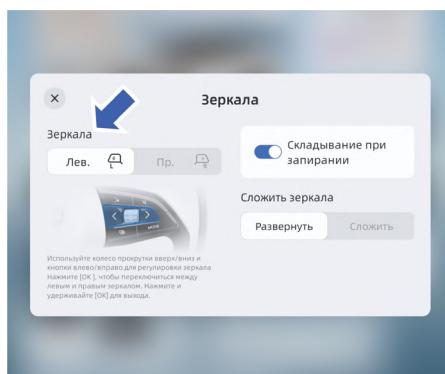 Зеркала
Зеркала
Лев.
Пр.
Используйте колесо прокрутки вверх/вниз и
кнопки влево/вправо для регулировки зеркала
Нажмите [OK ], чтобы переключиться между
левым и правым зеркалом. Нажмите и
удерживайте [OK] для выхода.
Складывание при
запирании
Сложить зеркала
Развернуть
Сложить